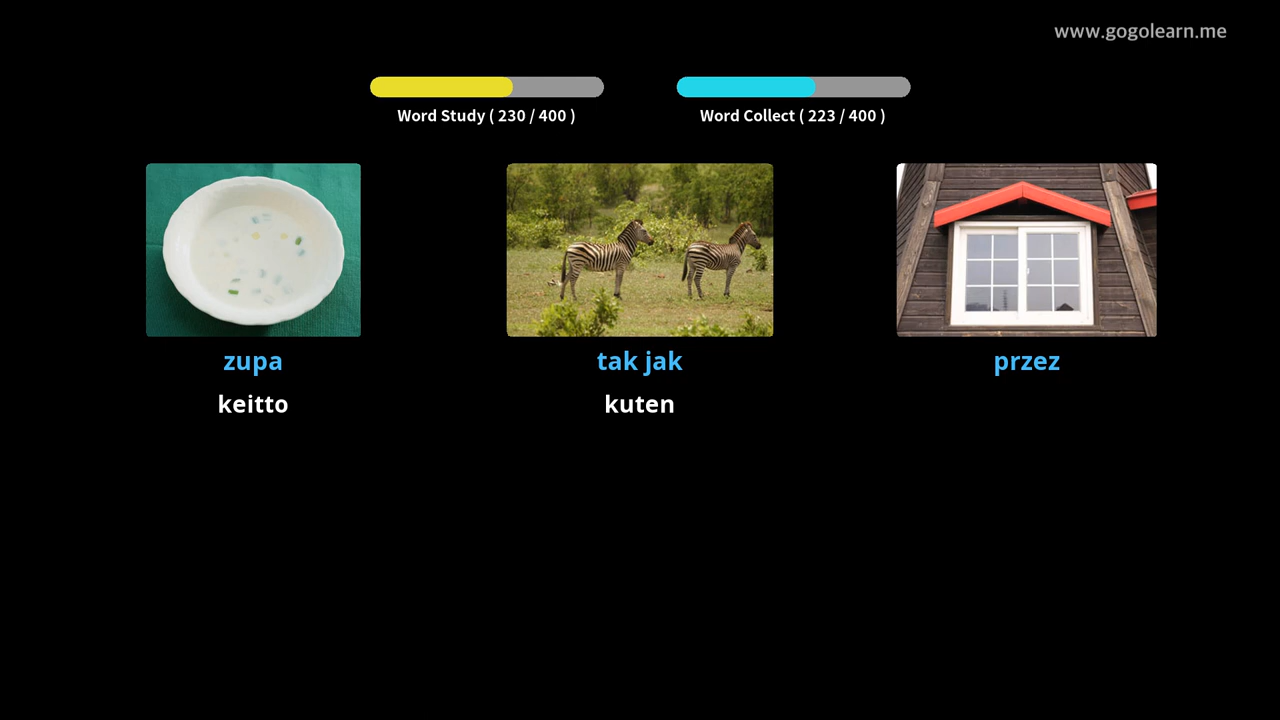 www.gogolearn.me
Word Study ( 230 / 400 )
Word Collect ( 223 / 400 )
zupa
tak jak
przez
keitto
kuten